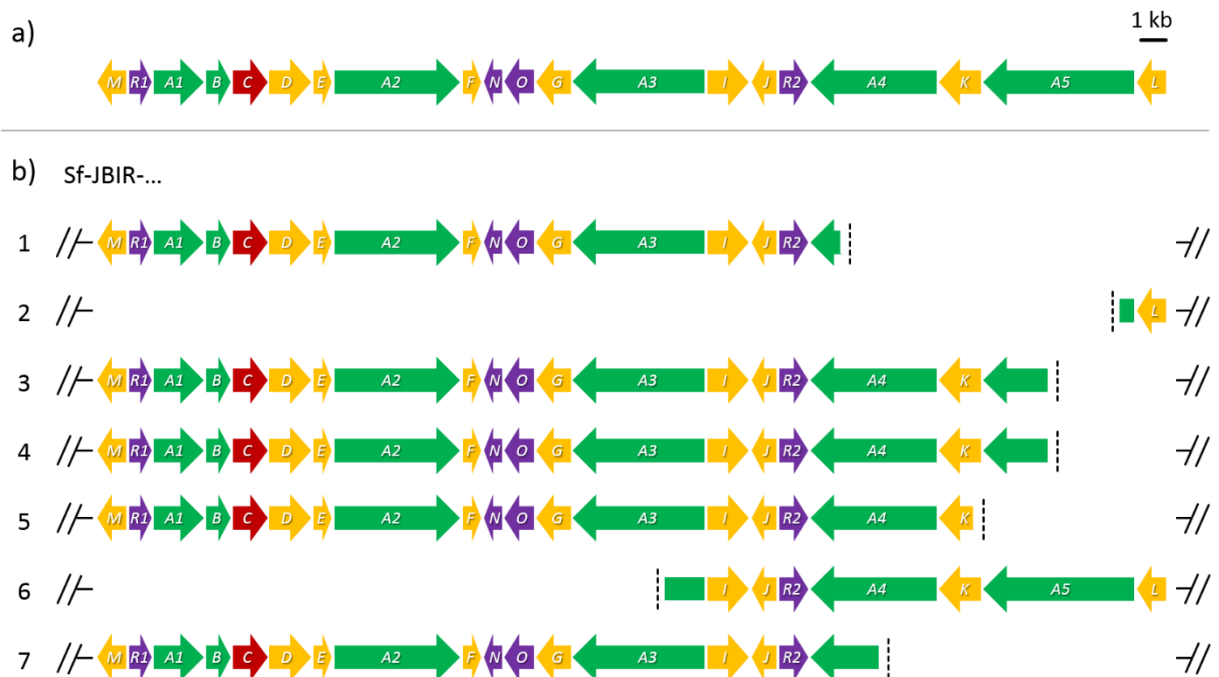 1 kb
a)
M R1 A1 B C D E A2 F N O G A3 I J R2 A4 K A5 L
b) Sf-JBIR-...
1 M R1 A1 B C D E A2 F N O G A3 I J R2
2 L
3 M R1 A1 B C D E A2 F N O G A3 I J R2 A4 K
4 M R1 A1 B C D E A2 F N O G A3 I J R2 A4 K
5 M R1 A1 B C D E A2 F N O G A3 I J R2 A4 K
6 I J R2 A4 K A5 L
7 M R1 A1 B C D E A2 F N O G A3 I J R2